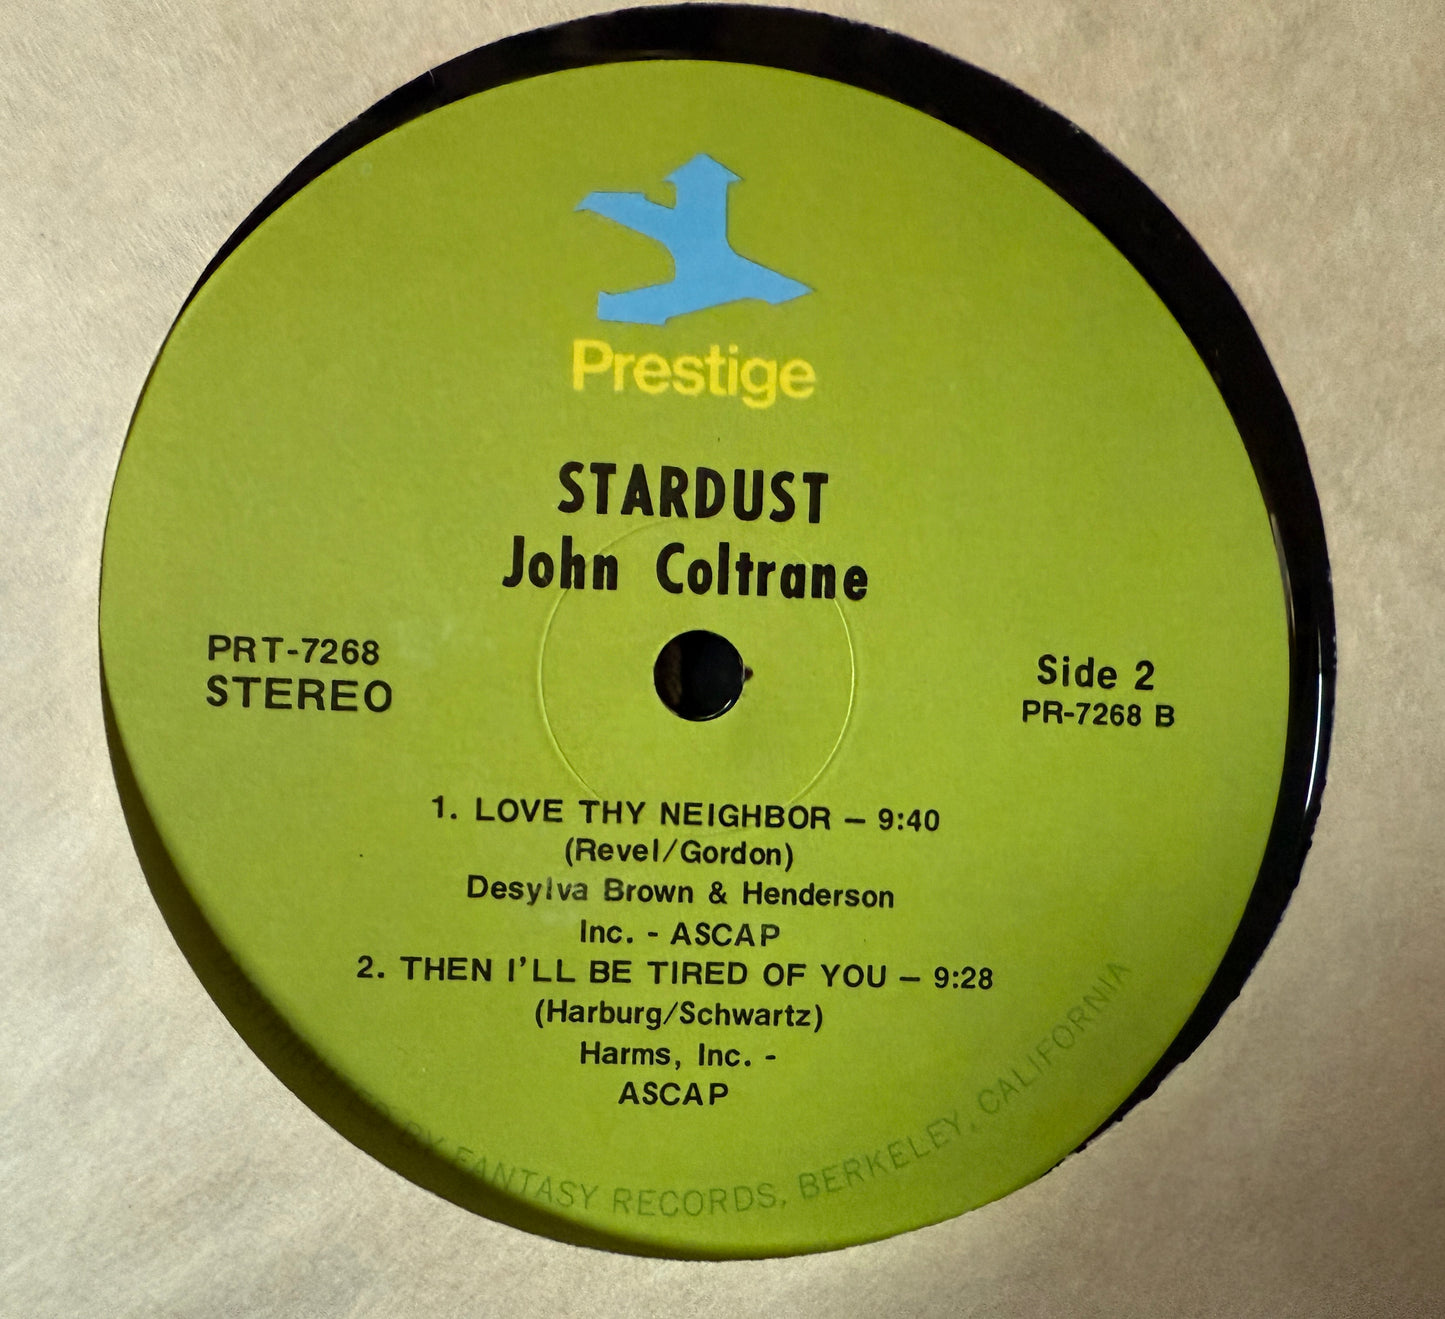 Prestige
STARDUST
John Coltrane
PRT-7268
STEREO
Side 2
PR-7268 B
1. LOVE THY NEIGHBOR – 9:40
(Revel/Gordon)
Desylva Brown & Henderson
Inc. - ASCAP
2. THEN I'LL BE TIRED OF YOU – 9:28
(Harburg/Schwartz)
Harms, Inc. -
ASCAP
BY FANTASY RECORDS, BERKELEY, CALIFORNIA